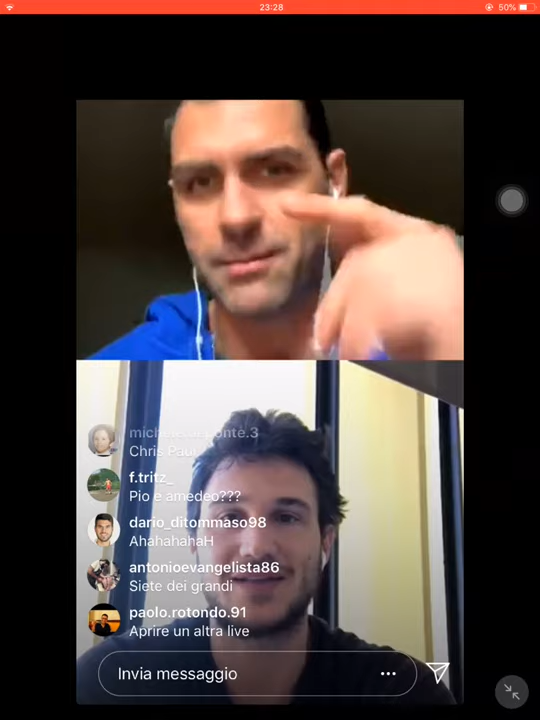 23:28
50%
Chris Paul
f.tritz_
Pio e amedeo???
dario_ditommaso98
AhahahahaH
antonioevangelista86
Siete dei grandi
paolo.rotondo.91
Aprire un altra live
Invia messaggio